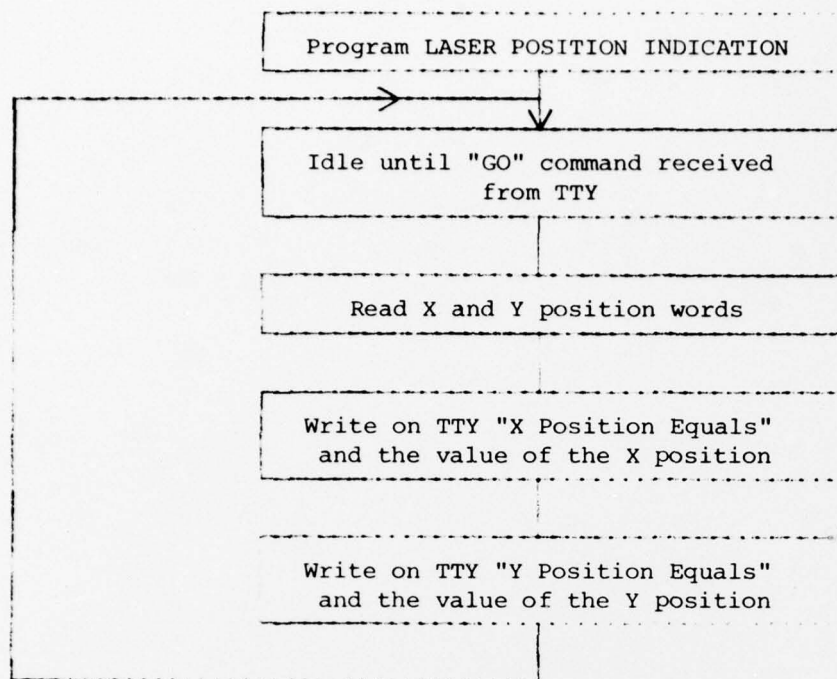 Program LASER POSITION INDICATION
Idle until "GO" command received
from TTY
Read X and Y position words
Write on TTY "X Position Equals"
and the value of the X position
Write on TTY "Y Position Equals"
and the value of the Y position